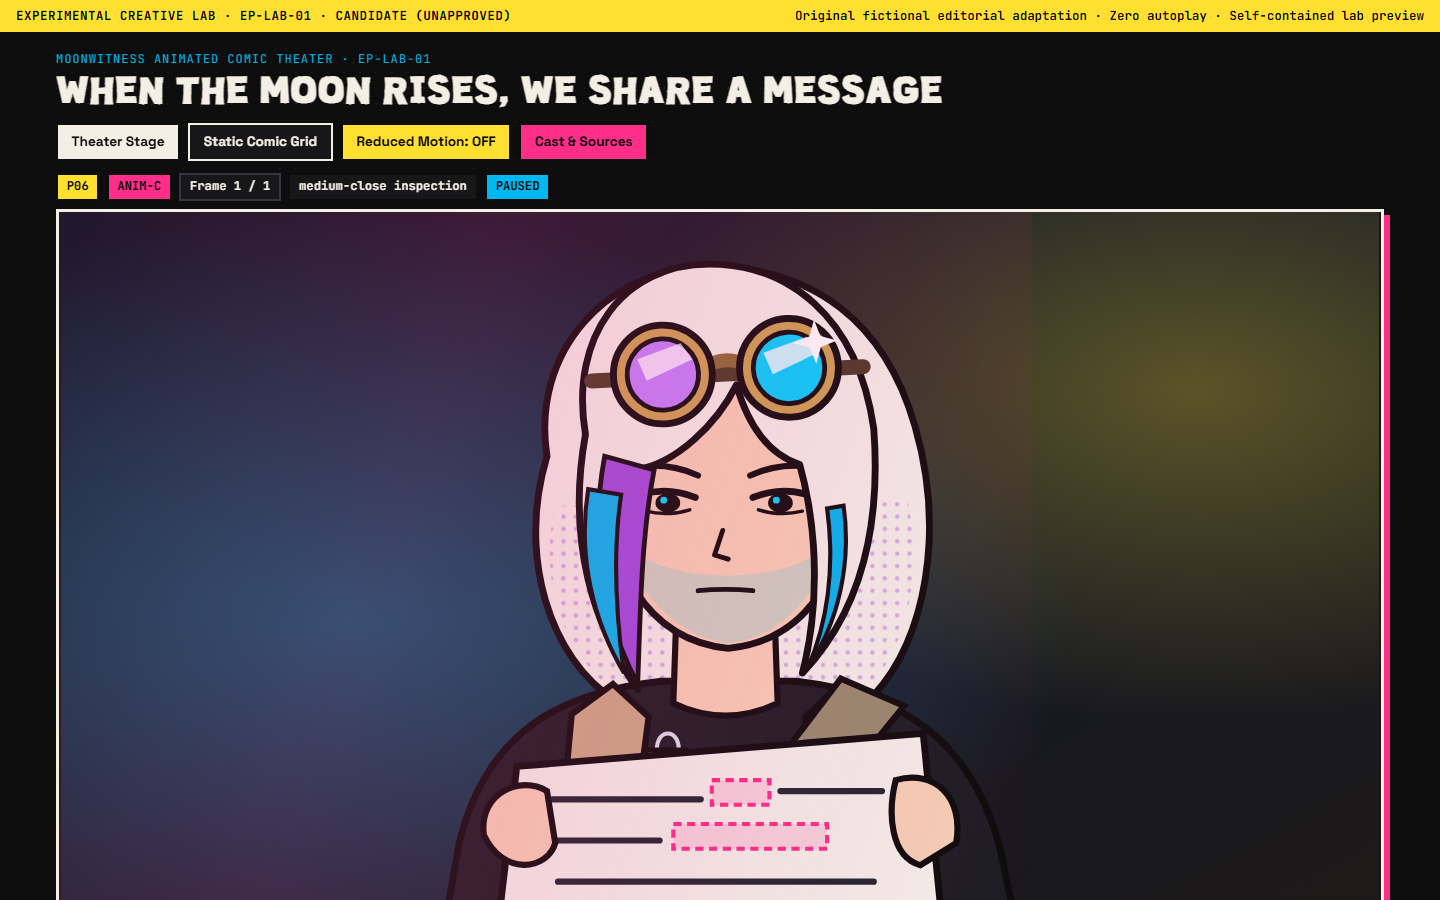 EXPERIMENTAL CREATIVE LAB · EP-LAB-01 · CANDIDATE (UNAPPROVED)
Original fictional editorial adaptation · Zero autoplay · Self-contained lab preview
MOONWITNESS ANIMATED COMIC THEATER · EP-LAB-01
WHEN THE MOON RISES, WE SHARE A MESSAGE
Theater Stage
Static Comic Grid
Reduced Motion: OFF
Cast & Sources
P06
ANIM-C
Frame 1 / 1
medium-close inspection
PAUSED